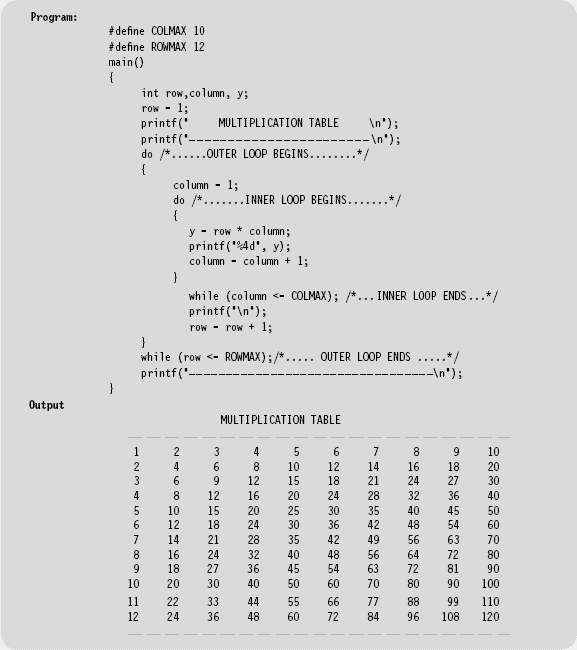 Program:
#define COLMAX 10
#define ROWMAX 12
main()
{
int row,column, y;
row = 1;
printf("     MULTIPLICATION TABLE     \n");
printf("-------------------------\n");
do /*......OUTER LOOP BEGINS........*/
{
column = 1;
do /*.......INNER LOOP BEGINS.......*/
{
y = row * column;
printf("%4d", y);
column = column + 1;
}
while (column <= COLMAX); /*...INNER LOOP ENDS...*/
printf("\n");
row = row + 1;
}
while (row <= ROWMAX);/*..... OUTER LOOP ENDS .....*/
printf("----------------------------------\n");
}
Output
MULTIPLICATION TABLE
1 2 3 4 5 6 7 8 9 10
2 4 6 8 10 12 14 16 18 20
3 6 9 12 15 18 21 24 27 30
4 8 12 16 20 24 28 32 36 40
5 10 15 20 25 30 35 40 45 50
6 12 18 24 30 36 42 48 54 60
7 14 21 28 35 42 49 56 63 70
8 16 24 32 40 48 56 64 72 80
9 18 27 36 45 54 63 72 81 90
10 20 30 40 50 60 70 80 90 100
11 22 33 44 55 66 77 88 99 110
12 24 36 48 60 72 84 96 108 120